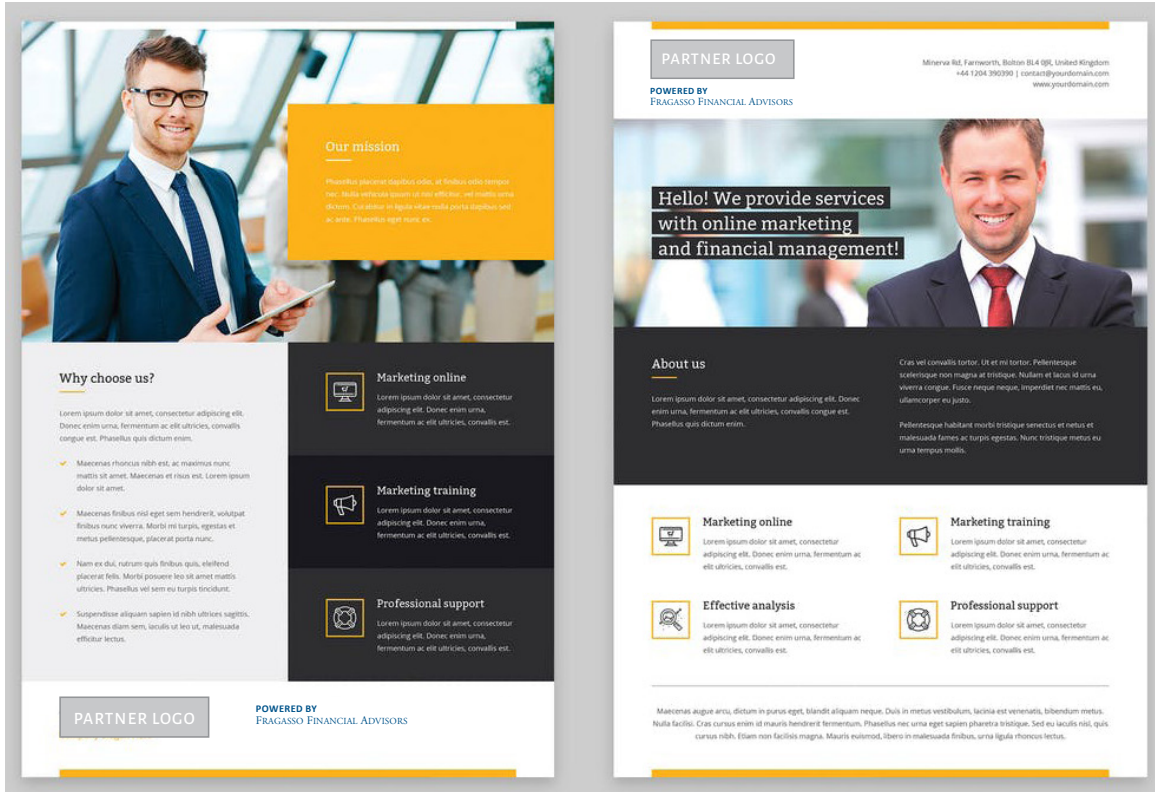 Our mission
Phasellus placerat dapibus odio, at finibus odio tempor
nec. Nulla vehicula ipsum ut nisi efficitur, vel mattis urna
dictum. Curabitur in ligula vitae nulla porta dapibus sed
ac ante. Phasellus eget nunc ex.
Why choose us?
Lorem ipsum dolor sit amet, consectetur adipiscing elit.
Donec enim urna, fermentum ac elit ultricies, convallis
congue est. Phasellus quis dictum enim.
Maecenas rhoncus nibh est, ac maximus nunc
mattis sit amet. Maecenas et risus est. Lorem ipsum
dolor sit amet.
Maecenas finibus nisl eget sem hendrerit, volutpat
finibus nunc viverra. Morbi mi turpis, egestas et
metus pellentesque, placerat porta nunc.
Nam ex dui, rutrum quis finibus quis, eleifend
placerat felis. Morbi posuere leo sit amet mattis
ultricies. Phasellus vel sem eu turpis tincidunt.
Suspendisse aliquam sapien id nibh ultrices sagittis.
Maecenas diam sem, iaculis ut leo ut, malesuada
efficitur lectus.
Marketing online
Lorem ipsum dolor sit amet, consectetur
adipiscing elit. Donec enim urna,
fermentum ac elit ultricies, convallis est.
Marketing training
Lorem ipsum dolor sit amet, consectetur
adipiscing elit. Donec enim urna,
fermentum ac elit ultricies, convallis est.
Professional support
Lorem ipsum dolor sit amet, consectetur
adipiscing elit. Donec enim urna,
fermentum ac elit ultricies, convallis est.
PARTNER LOGO
POWERED BY
FRAGASSO FINANCIAL ADVISORS
PARTNER LOGO
POWERED BY
FRAGASSO FINANCIAL ADVISORS
Minerva Rd, Farnworth, Bolton BL4 0JR, United Kingdom
+44 1204 390390 | contact@yourdomain.com
www.yourdomain.com
Hello! We provide services
with online marketing
and financial management!
About us
Lorem ipsum dolor sit amet, consectetur adipiscing elit. Donec
enim urna, fermentum ac elit ultricies, convallis congue est.
Phasellus quis dictum enim.
Cras vel convallis tortor. Ut et mi tortor. Pellentesque
scelerisque non magna at tristique. Nullam et lacus id urna
viverra congue. Fusce neque neque, imperdiet nec mattis eu,
ullamcorper eu justo.
Pellentesque habitant morbi tristique senectus et netus et
malesuada fames ac turpis egestas. Nunc tristique metus eu
urna tempus mollis.
Marketing online
Lorem ipsum dolor sit amet, consectetur
adipiscing elit. Donec enim urna, fermentum ac
elit ultricies, convallis est.
Marketing training
Lorem ipsum dolor sit amet, consectetur
adipiscing elit. Donec enim urna, fermentum ac
elit ultricies, convallis est.
Effective analysis
Lorem ipsum dolor sit amet, consectetur
adipiscing elit. Donec enim urna, fermentum ac
elit ultricies, convallis est.
Professional support
Lorem ipsum dolor sit amet, consectetur
adipiscing elit. Donec enim urna, fermentum ac
elit ultricies, convallis est.
Maecenas augue arcu, dictum in purus eget, blandit aliquam neque. Duis in metus vestibulum, lacinia est venenatis, bibendum metus.
Nulla facilisi. Cras cursus enim id mauris hendrerit fermentum. Phasellus nec urna eget sapien pharetra tristique. Sed eu iaculis nisl, quis
cursus nibh. Etiam non facilisis magna. Mauris euismod, libero in malesuada finibus, urna ligula rhoncus lectus.